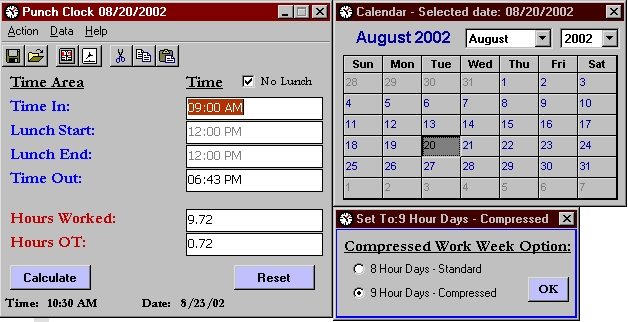 Punch Clock 08/20/2002
Action Data Help
Time Area Time No Lunch
Time In: 09:00 AM
Lunch Start: 12:00 PM
Lunch End: 12:00 PM
Time Out: 06:43 PM
Hours Worked: 9.72
Hours OT: 0.72
Calculate Reset
Time: 10:30 AM Date: 8/23/02
Calendar - Selected date: 08/20/2002
August 2002 August 2002
Sun Mon Tue Wed Thu Fri Sat
28 29 30 31 1 2 3
4 5 6 7 8 9 10
11 12 13 14 15 16 17
18 19 20 21 22 23 24
25 26 27 28 29 30 31
1 2 3 4 5 6 7
Set To:9 Hour Days - Compressed
Compressed Work Week Option:
8 Hour Days - Standard
9 Hour Days - Compressed
OK